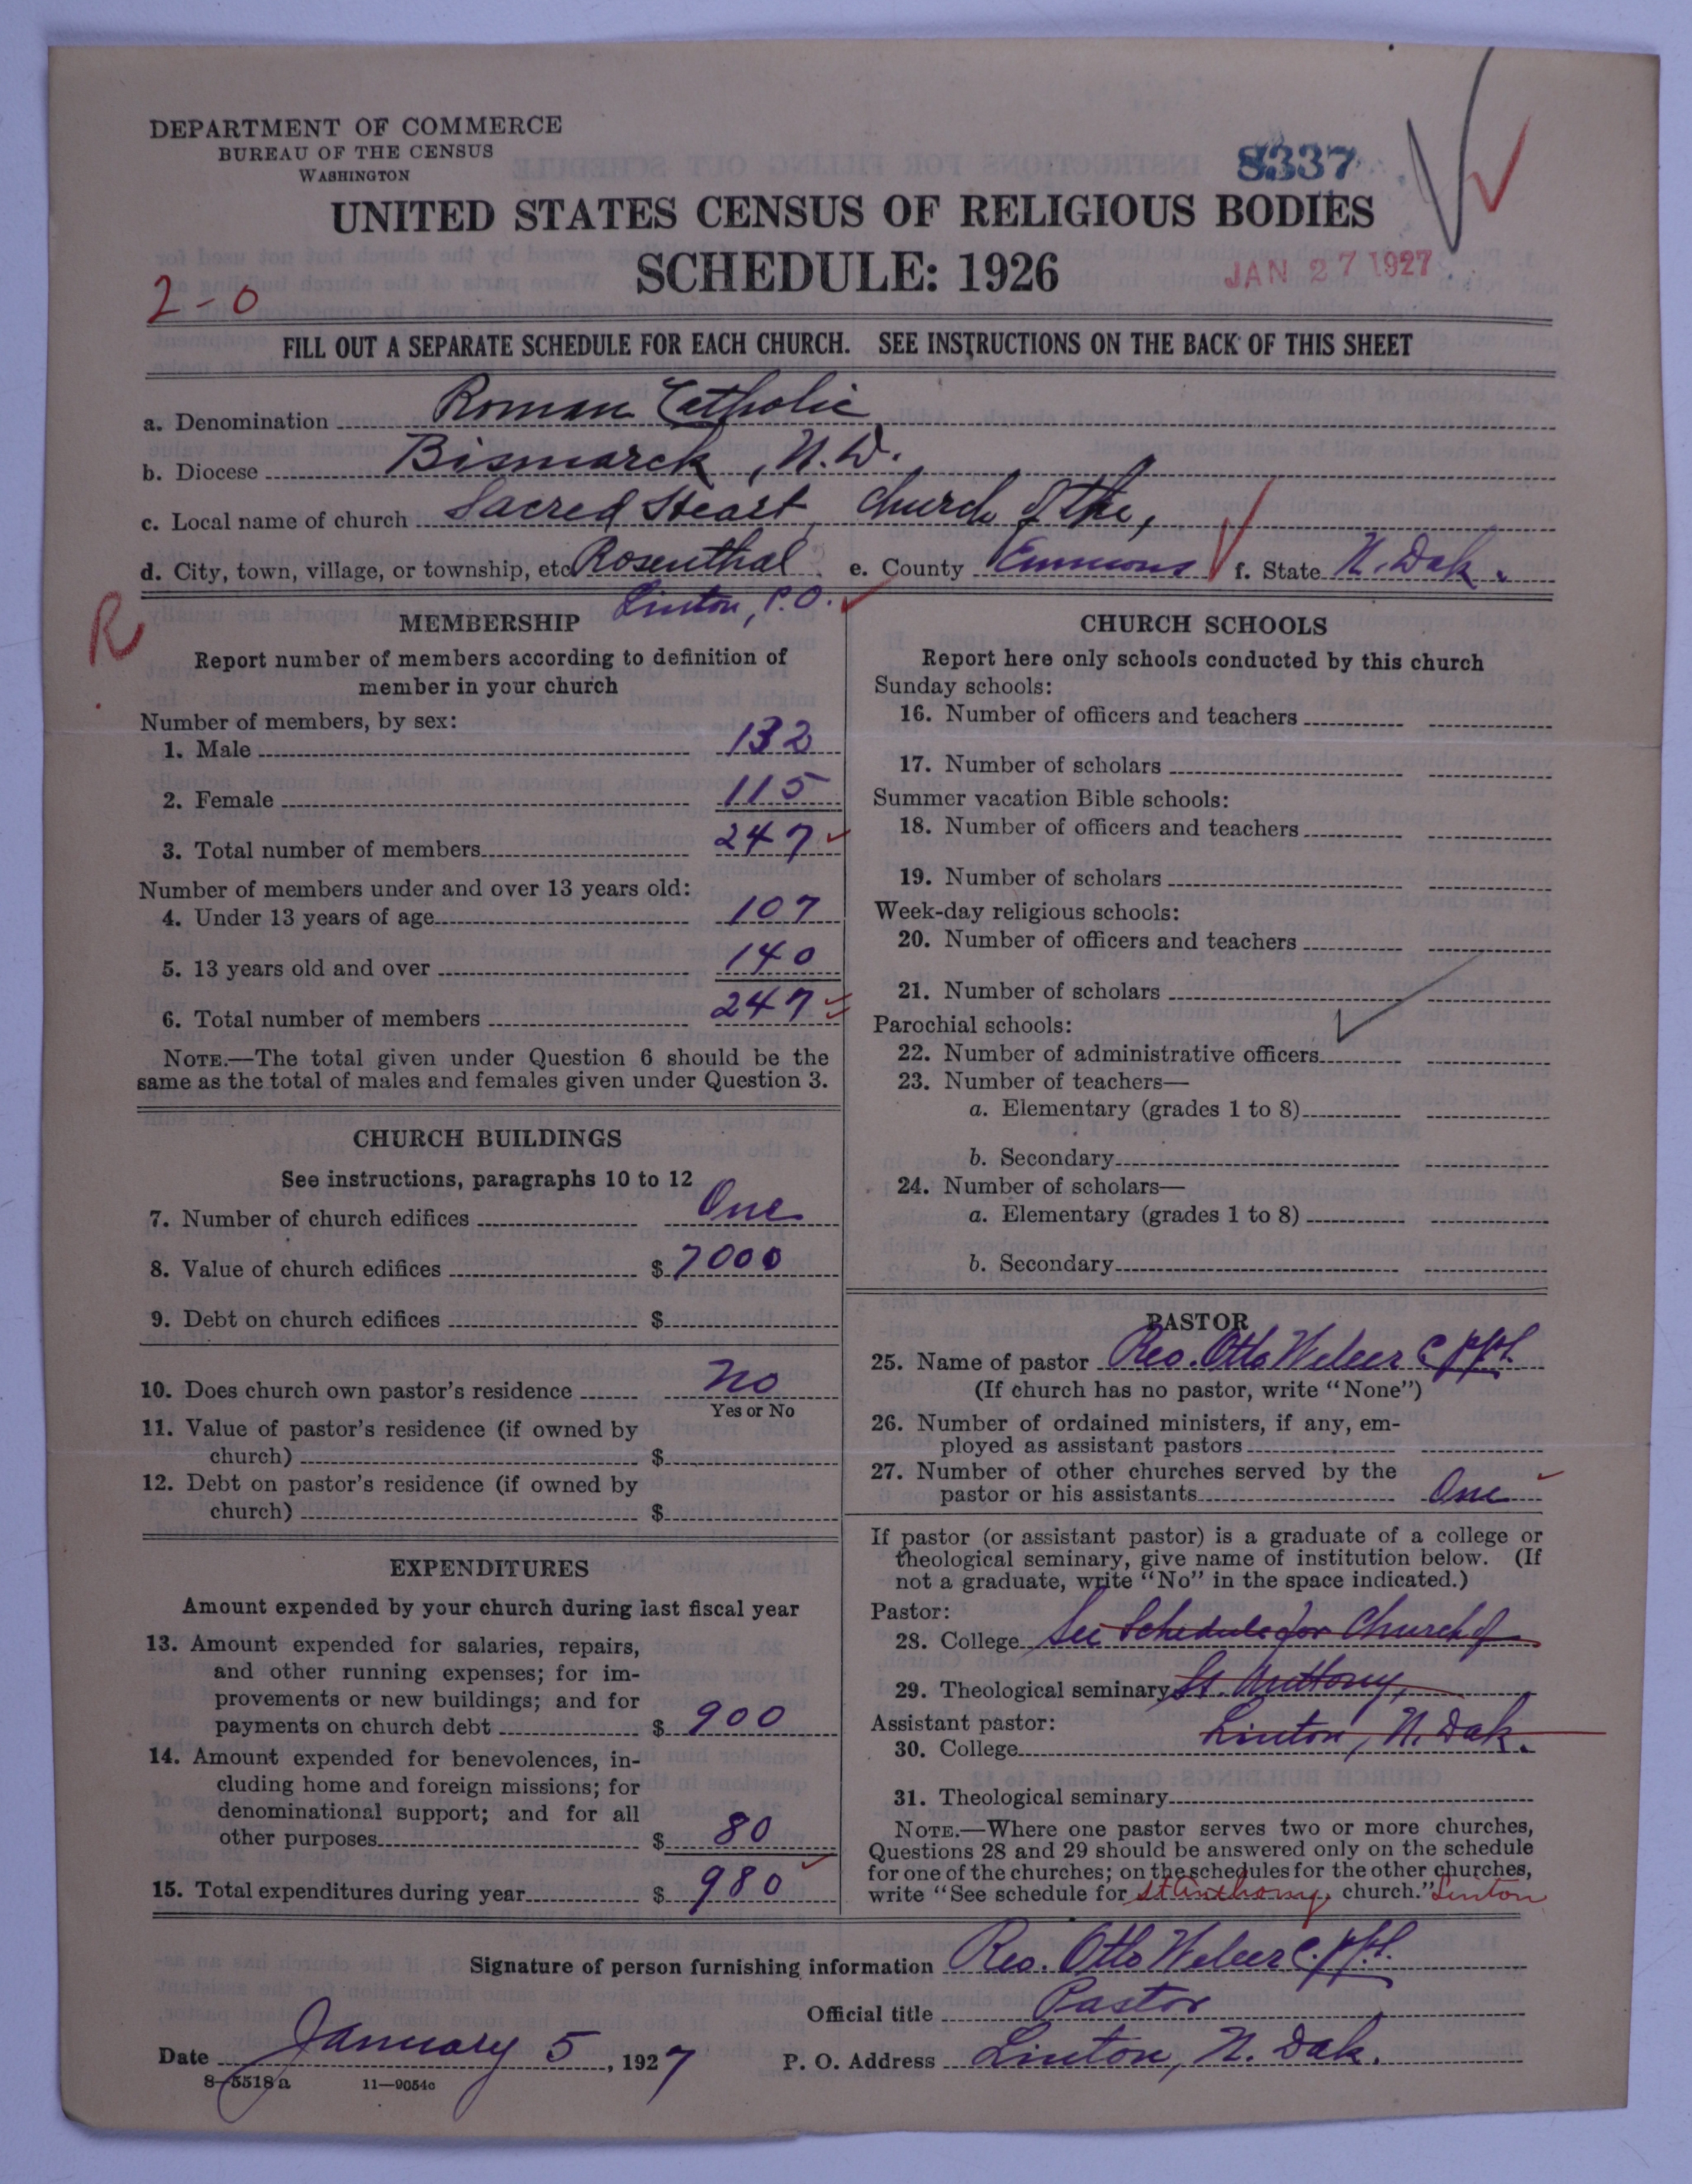 DEPARTMENT OF COMMERCE
BUREAU OF THE CENSUS
WASHINGTON
8337
UNITED STATES CENSUS OF RELIGIOUS BODIES
SCHEDULE: 1926
JAN 27 1927
2-0
FILL OUT A SEPARATE SCHEDULE FOR EACH CHURCH. SEE INSTRUCTIONS ON THE BACK OF THIS SHEET
a. Denomination Roman Catholic
b. Diocese Bismarck, N.D.
c. Local name of church Sacred Heart, Church of the,
d. City, town, village, or township, etc Rosenthal e. County Emmons f. State N. Dak.
Linton, P.O.
R
MEMBERSHIP
Report number of members according to definition of
member in your church
Number of members, by sex:
1. Male 132
2. Female 115
3. Total number of members 247
Number of members under and over 13 years old:
4. Under 13 years of age 107
5. 13 years old and over 140
6. Total number of members 247
NOTE.—The total given under Question 6 should be the
same as the total of males and females given under Question 3.
CHURCH BUILDINGS
See instructions, paragraphs 10 to 12
7. Number of church edifices One
8. Value of church edifices $ 7000
9. Debt on church edifices $
10. Does church own pastor's residence No
Yes or No
11. Value of pastor's residence (if owned by
church) $
12. Debt on pastor's residence (if owned by
church) $
EXPENDITURES
Amount expended by your church during last fiscal year
13. Amount expended for salaries, repairs,
and other running expenses; for im-
provements or new buildings; and for
payments on church debt $ 900
14. Amount expended for benevolences, in-
cluding home and foreign missions; for
denominational support; and for all
other purposes $ 80
15. Total expenditures during year $ 980
CHURCH SCHOOLS
Report here only schools conducted by this church
Sunday schools:
16. Number of officers and teachers
17. Number of scholars
Summer vacation Bible schools:
18. Number of officers and teachers
19. Number of scholars
Week-day religious schools:
20. Number of officers and teachers
21. Number of scholars
Parochial schools:
22. Number of administrative officers
23. Number of teachers—
a. Elementary (grades 1 to 8)
b. Secondary
24. Number of scholars—
a. Elementary (grades 1 to 8)
b. Secondary
PASTOR
25. Name of pastor Rev. Otto Weber C.PP.S.
(If church has no pastor, write "None")
26. Number of ordained ministers, if any, em-
ployed as assistant pastors
27. Number of other churches served by the
pastor or his assistants One
If pastor (or assistant pastor) is a graduate of a college or
theological seminary, give name of institution below. (If
not a graduate, write "No" in the space indicated.)
Pastor:
28. College See Schedule for Church of
29. Theological seminary St. Anthony,
Assistant pastor:
30. College Linton, N. Dak.
31. Theological seminary
NOTE.—Where one pastor serves two or more churches,
Questions 28 and 29 should be answered only on the schedule
for one of the churches; on the schedules for the other churches,
write "See schedule for St Anthony, church." Linton
Signature of person furnishing information Rev. Otto Weber C.PP.S.
Official title Pastor
Date January 5, 1927 P. O. Address Linton, N. Dak.
8-5518 a 11—9054c